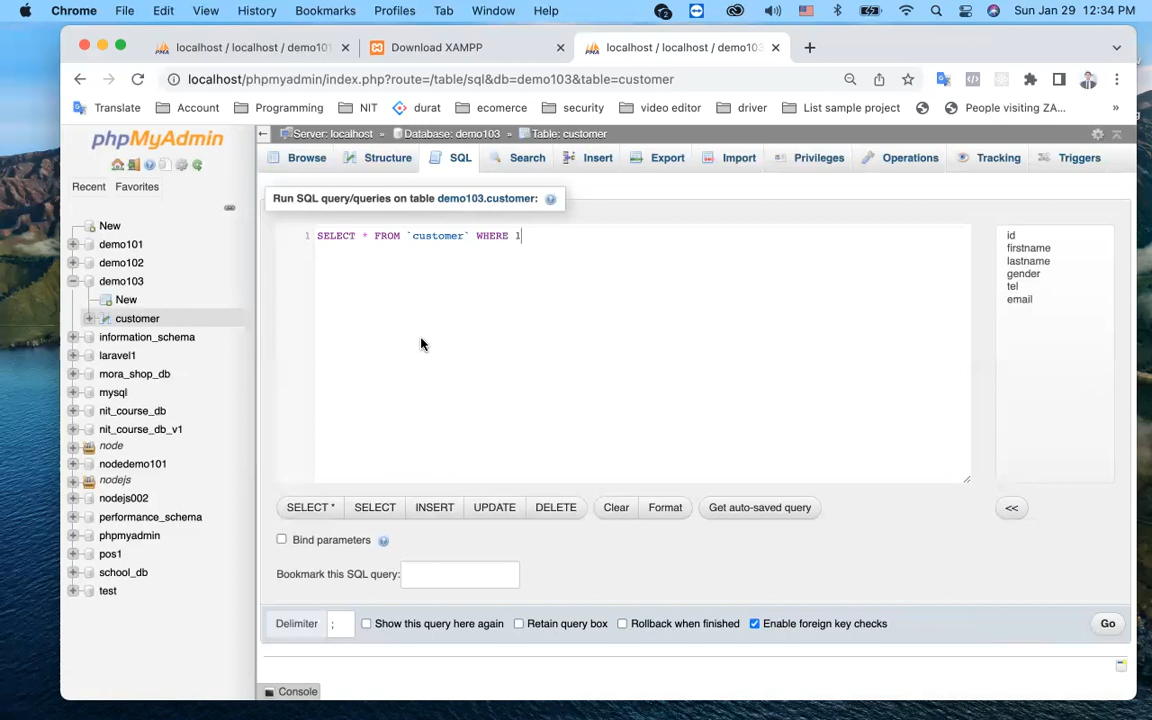 Chrome File Edit View History Bookmarks Profiles Tab Window Help Sun Jan 29 12:34 PM
localhost / localhost / demo101
Download XAMPP
localhost / localhost / demo103
localhost/phpmyadmin/index.php?route=/table/sql&db=demo103&table=customer
Translate Account Programming NIT durat ecomerce security video editor driver List sample project People visiting ZA... »
phpMyAdmin
Recent Favorites
New
demo101
demo102
demo103
New
customer
information_schema
laravel1
mora_shop_db
mysql
nit_course_db
nit_course_db_v1
node
nodedemo101
nodejs
nodejs002
performance_schema
phpmyadmin
pos1
school_db
test
Server: localhost » Database: demo103 » Table: customer
Browse Structure SQL Search Insert Export Import Privileges Operations Tracking Triggers
Run SQL query/queries on table demo103.customer:
1 SELECT * FROM `customer` WHERE 1
id
firstname
lastname
gender
tel
email
SELECT * SELECT INSERT UPDATE DELETE Clear Format Get auto-saved query <<
Bind parameters
Bookmark this SQL query:
Delimiter ; Show this query here again Retain query box Rollback when finished Enable foreign key checks Go
Console